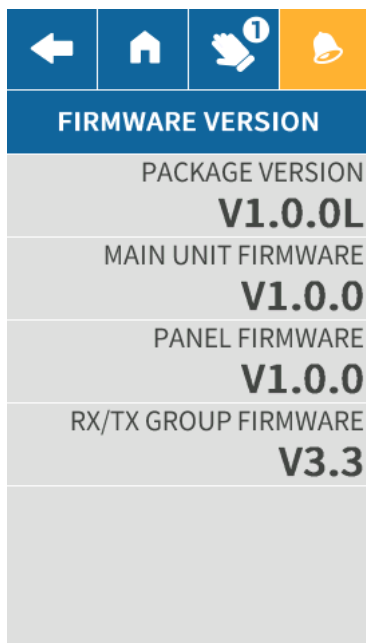 1
FIRMWARE VERSION
PACKAGE VERSION
V1.0.0L
MAIN UNIT FIRMWARE
V1.0.0
PANEL FIRMWARE
V1.0.0
RX/TX GROUP FIRMWARE
V3.3